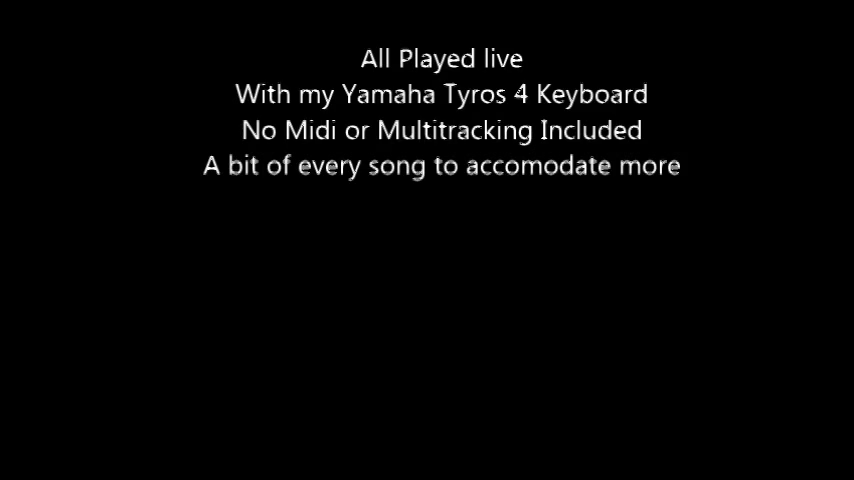 All Played live
With my Yamaha Tyros 4 Keyboard
No Midi or Multitracking Included
A bit of every song to accomodate more